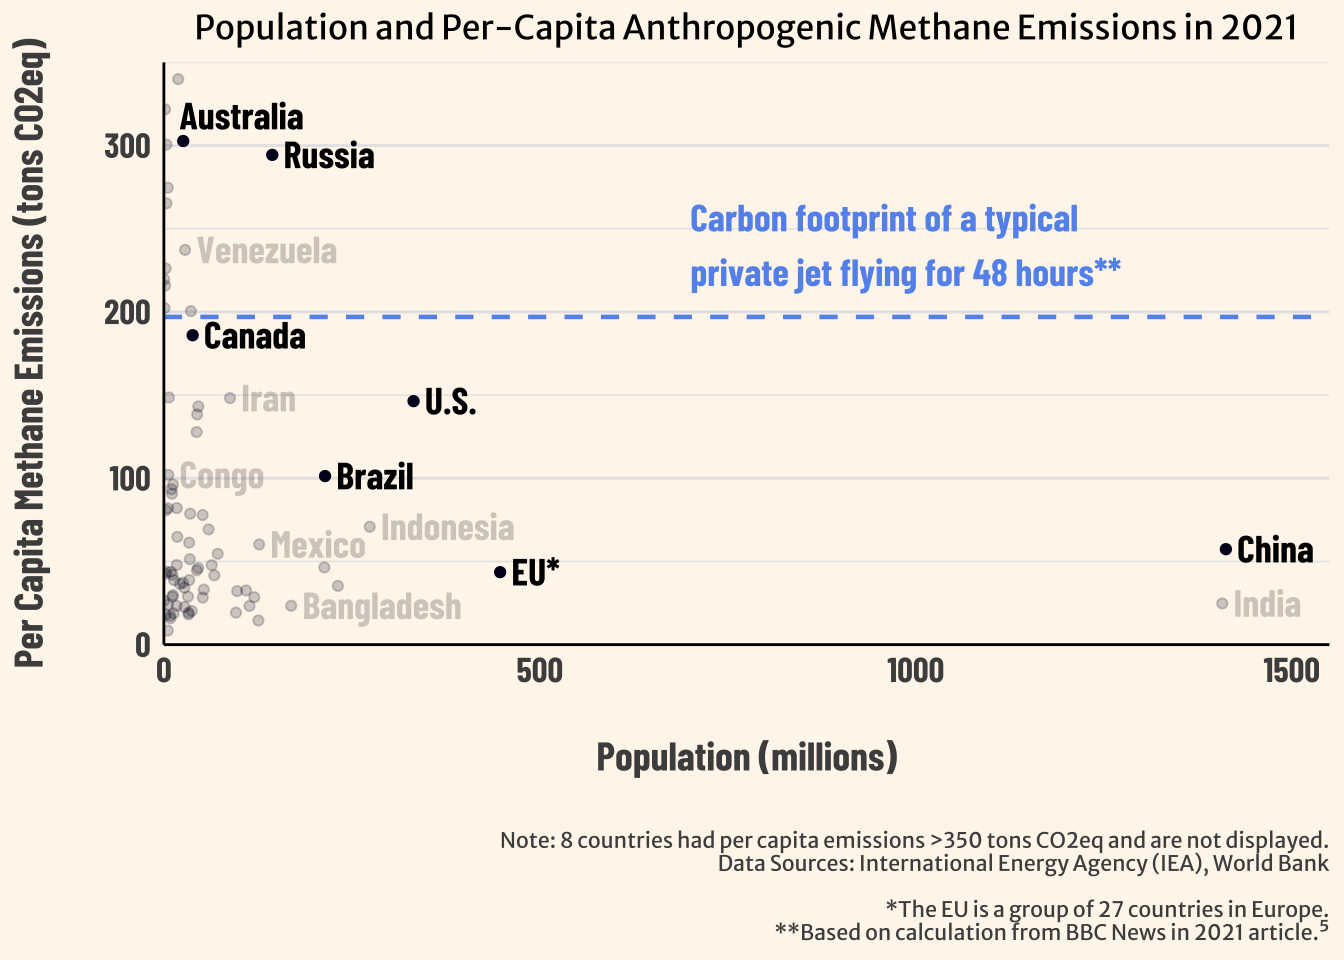 Population and Per-Capita Anthropogenic Methane Emissions in 2021
Per Capita Methane Emissions (tons CO2eq)
300
200
100
0
Australia
Russia
Carbon footprint of a typical
private jet flying for 48 hours**
Venezuela
Canada
Iran
U.S.
Congo
Brazil
Indonesia
Mexico
EU*
China
Bangladesh
India
0
500
1000
1500
Population (millions)
Note: 8 countries had per capita emissions >350 tons CO2eq and are not displayed.
Data Sources: International Energy Agency (IEA), World Bank
*The EU is a group of 27 countries in Europe.
**Based on calculation from BBC News in 2021 article.⁵